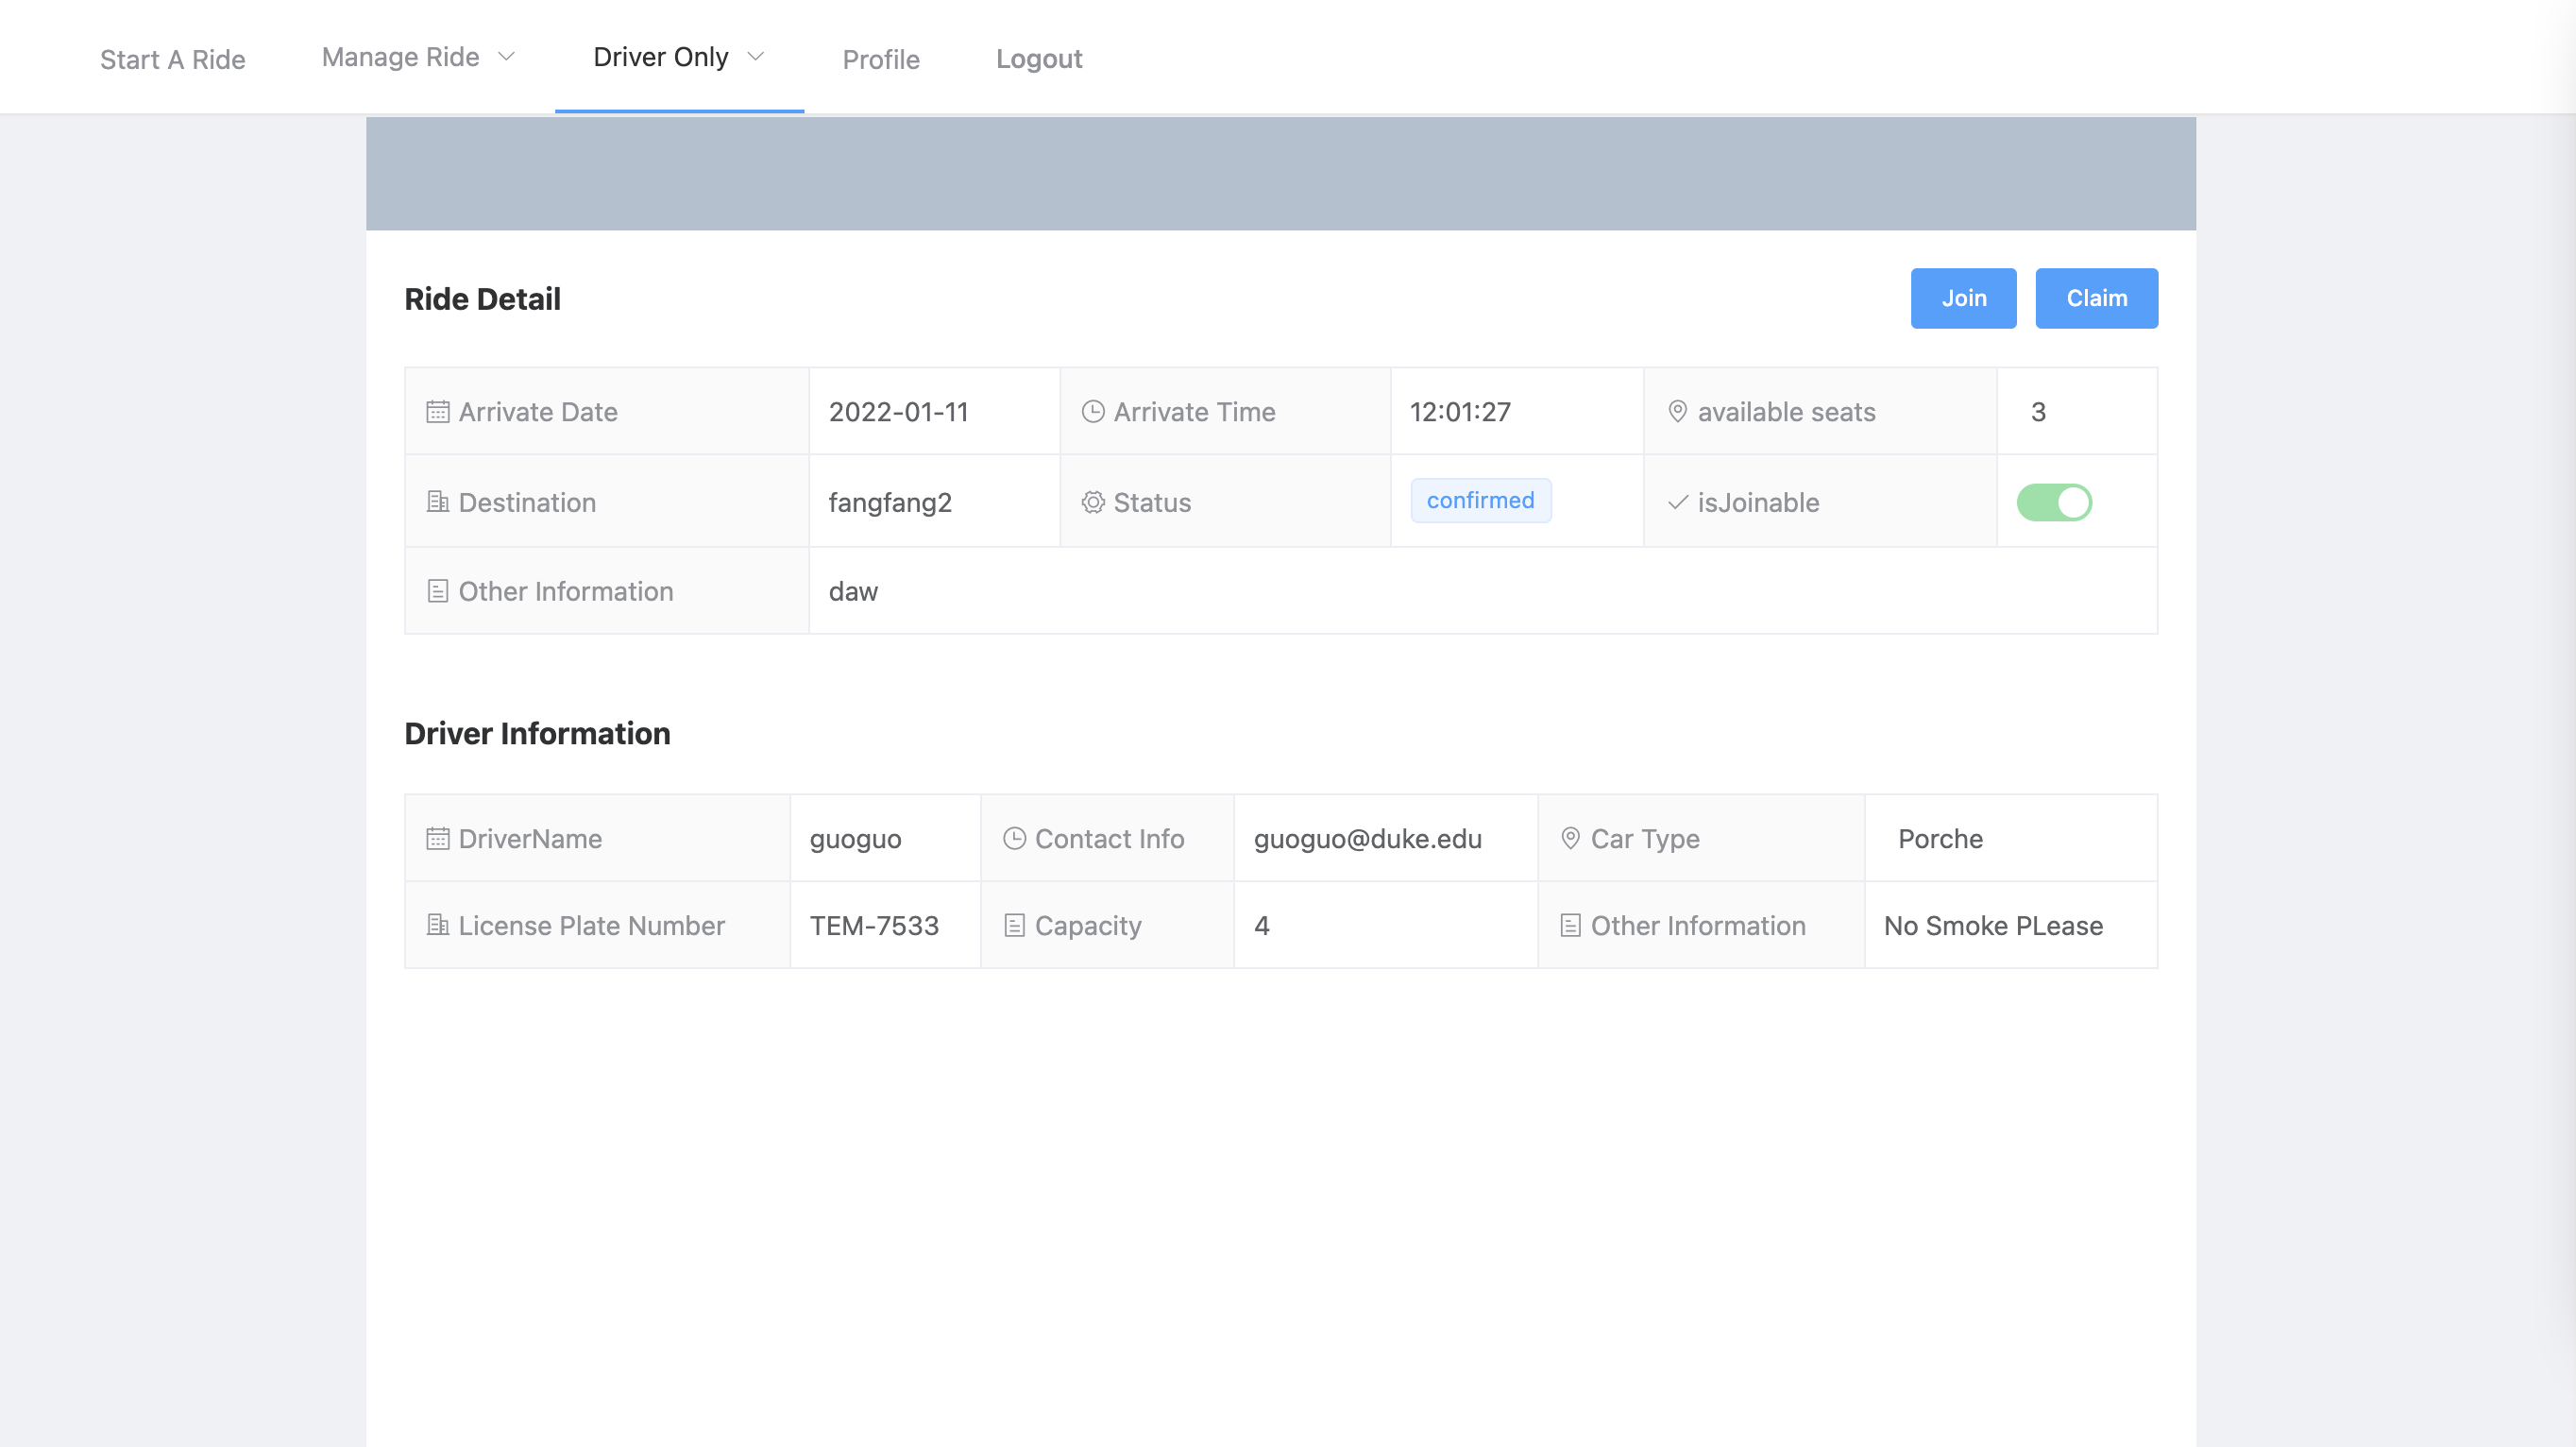 Start A Ride Manage Ride Driver Only Profile Logout
Ride Detail Join Claim
Arrivate Date 2022-01-11 Arrivate Time 12:01:27 available seats 3
Destination fangfang2 Status confirmed isJoinable
Other Information daw
Driver Information
DriverName guoguo Contact Info guoguo@duke.edu Car Type Porche
License Plate Number TEM-7533 Capacity 4 Other Information No Smoke PLease